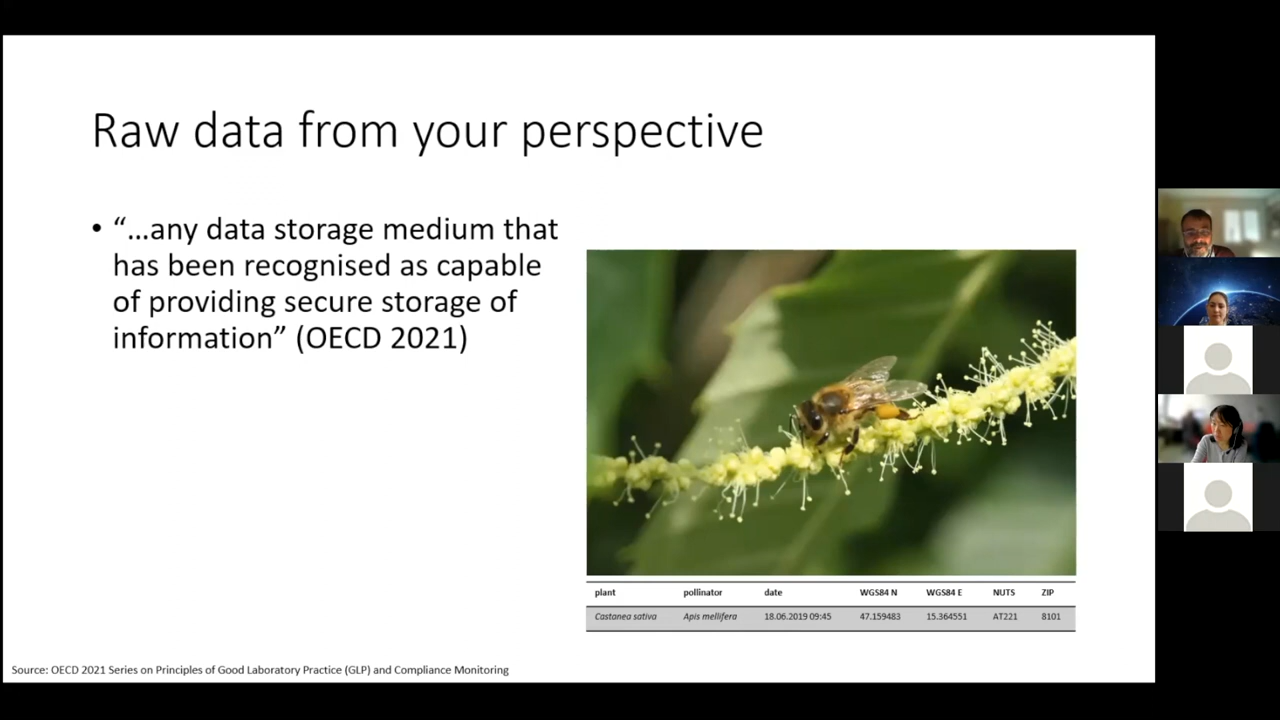 Raw data from your perspective
• “...any data storage medium that
has been recognised as capable
of providing secure storage of
information” (OECD 2021)
plant pollinator date WGS84 N WGS84 E NUTS ZIP
Castanea sativa Apis mellifera 18.06.2019 09:45 47.159483 15.364551 AT221 8101
Source: OECD 2021 Series on Principles of Good Laboratory Practice (GLP) and Compliance Monitoring